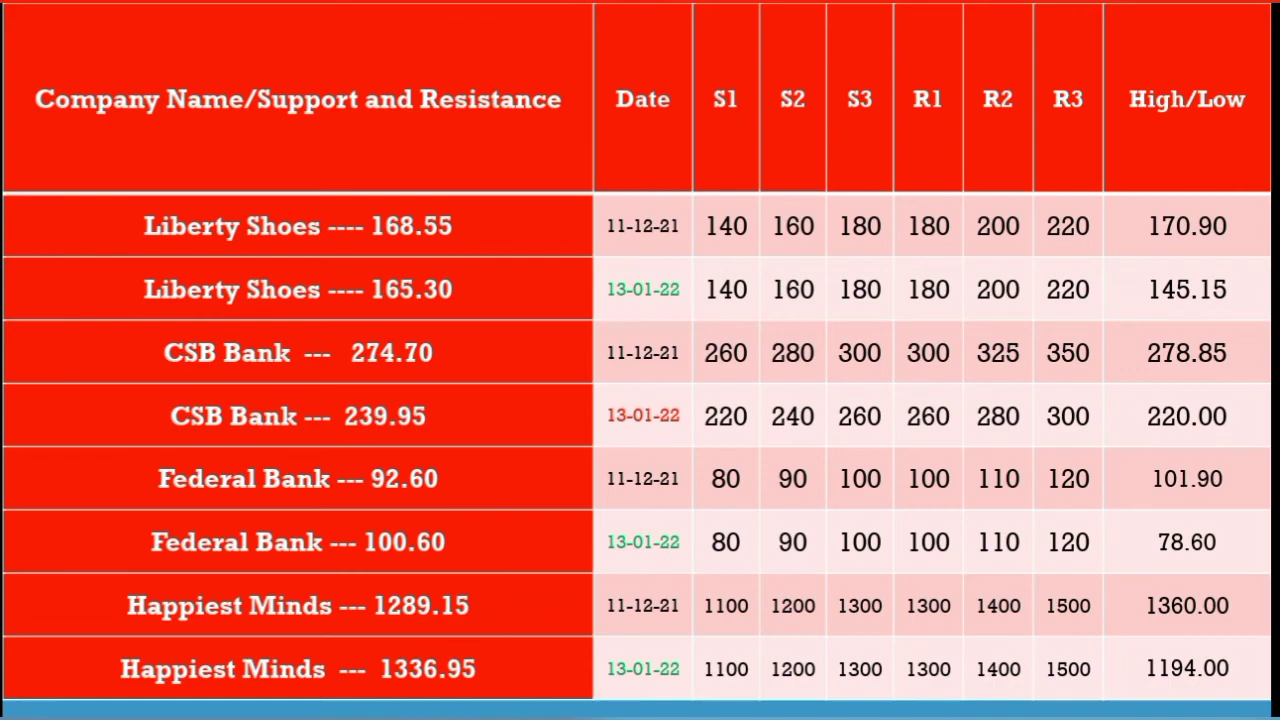 Company Name/Support and Resistance Date S1 S2 S3 R1 R2 R3 High/Low
Liberty Shoes ---- 168.55 11-12-21 140 160 180 180 200 220 170.90
Liberty Shoes ---- 165.30 13-01-22 140 160 180 180 200 220 145.15
CSB Bank --- 274.70 11-12-21 260 280 300 300 325 350 278.85
CSB Bank --- 239.95 13-01-22 220 240 260 260 280 300 220.00
Federal Bank --- 92.60 11-12-21 80 90 100 100 110 120 101.90
Federal Bank --- 100.60 13-01-22 80 90 100 100 110 120 78.60
Happiest Minds --- 1289.15 11-12-21 1100 1200 1300 1300 1400 1500 1360.00
Happiest Minds --- 1336.95 13-01-22 1100 1200 1300 1300 1400 1500 1194.00